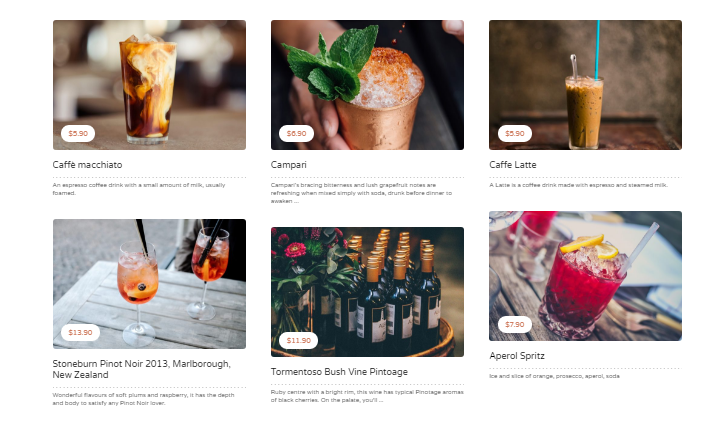 $5.90
Caffè macchiato
An espresso coffee drink with a small amount of milk, usually
foamed.
$6.90
Campari
Campari's bracing bitterness and lush grapefruit notes are
refreshing when mixed simply with soda, drunk before dinner to
awaken ...
$5.90
Caffe Latte
A Latte is a coffee drink made with espresso and steamed milk.
$13.90
Stoneburn Pinot Noir 2013, Marlborough,
New Zealand
Wonderful flavours of soft plums and raspberry, it has the depth
and body to satisfy any Pinot Noir lover.
$11.90
Tormentoso Bush Vine Pintoage
Ruby centre with a bright rim, this wine has typical Pinotage aromas
of black cherries. On the palate, you'll ...
$7.90
Aperol Spritz
Ice and slice of orange, prosecco, aperol, soda